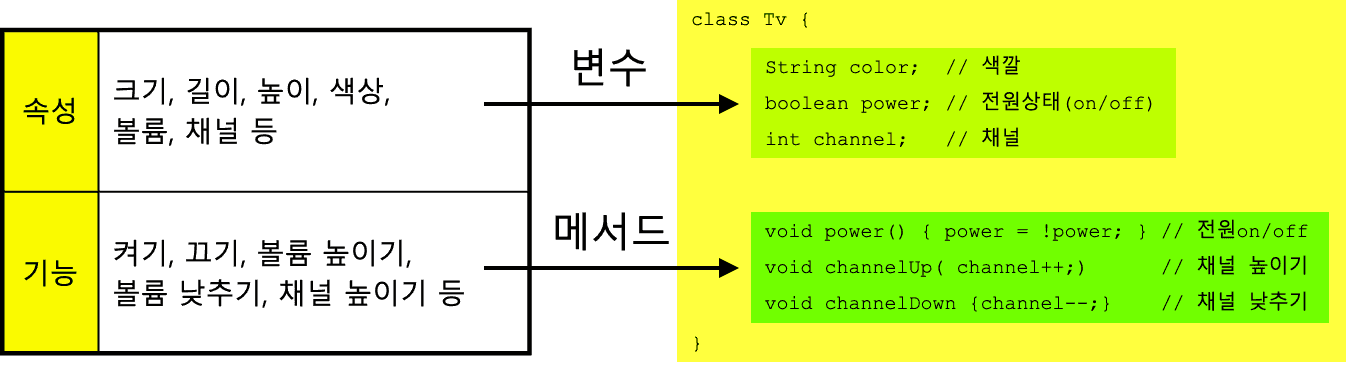 속성
크기, 길이, 높이, 색상,
볼륨, 채널 등
기능
켜기, 끄기, 볼륨 높이기,
볼륨 낮추기, 채널 높이기 등
변수
메서드
class Tv {
String color;  // 색깔
boolean power; // 전원상태(on/off)
int channel;   // 채널
void power() { power = !power; } // 전원on/off
void channelUp( channel++;)      // 채널 높이기
void channelDown {channel--;}    // 채널 낮추기
}